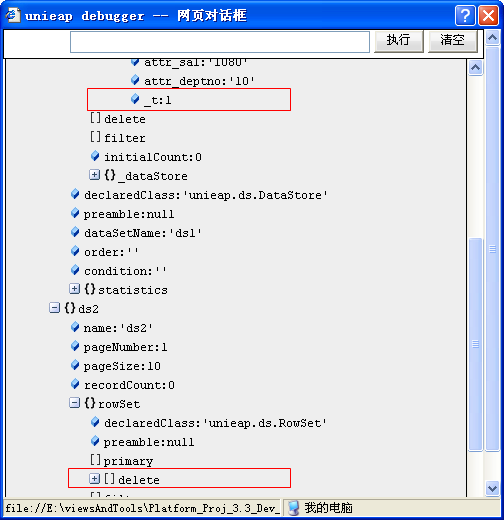 unieap debugger -- 网页对话框
执行 清空
attr_sal:'1080'
attr_deptno:'10'
_t:1
[]delete
[]filter
initialCount:0
{}_dataStore
declaredClass:'unieap.ds.DataStore'
preamble:null
dataSetName:'ds1'
order:''
condition:''
{}statistics
{}ds2
name:'ds2'
pageNumber:1
pageSize:10
recordCount:0
{}rowSet
declaredClass:'unieap.ds.RowSet'
preamble:null
[]primary
[]delete
[]filter
file://E:\viewsAndTools\Platform_Proj_3.3_Dev_ 我的电脑